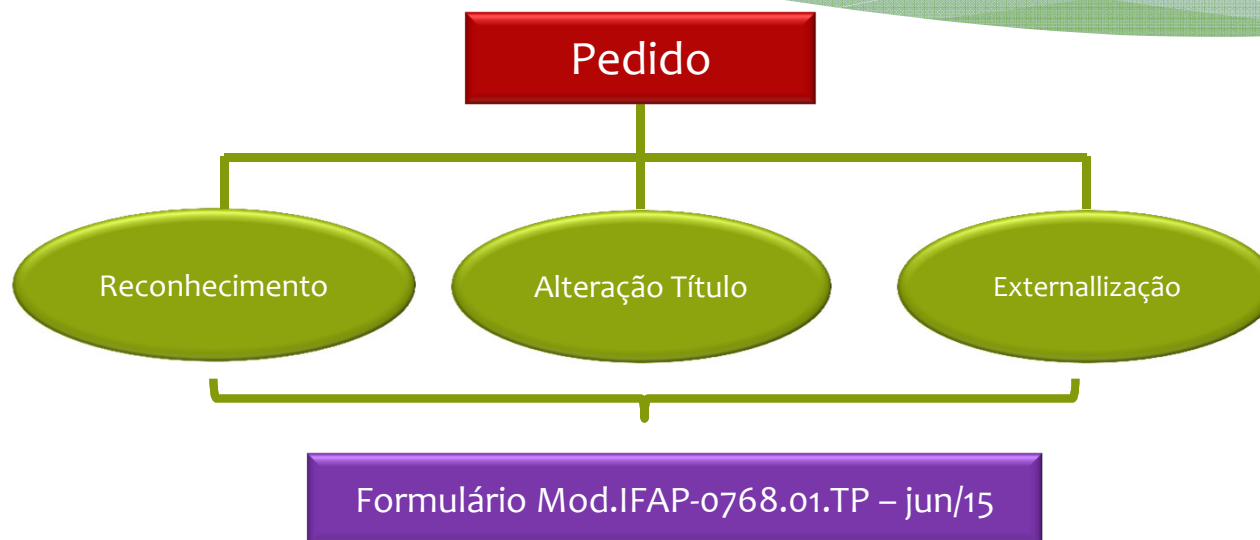 Pedido
Reconhecimento
Alteração Título
Externallização
Formulário Mod.IFAP-0768.01.TP – jun/15